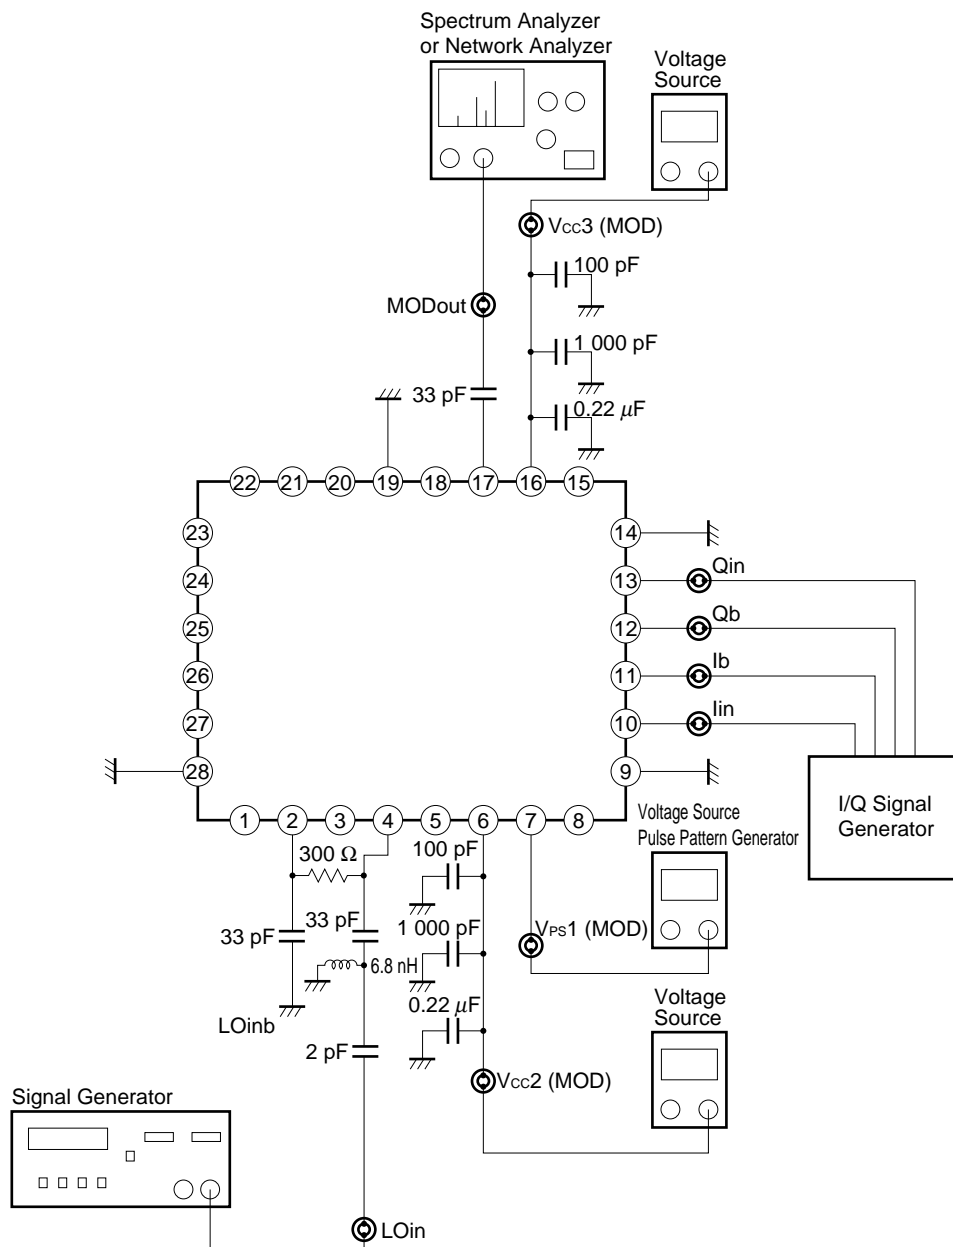 Spectrum Analyzer
or Network Analyzer
Voltage
Source
VCC3 (MOD)
100 pF
MODout
1 000 pF
33 pF
0.22 μF
22 21 20 19 18 17 16 15
23
14
24
13
Qin
25
12
Qb
26
11
Ib
27
10
Iin
28
9
1 2 3 4 5 6 7 8
I/Q Signal
Generator
Voltage Source
Pulse Pattern Generator
300 Ω
100 pF
33 pF
33 pF
1 000 pF
VPS1 (MOD)
6.8 nH
LOinb
0.22 μF
Voltage
Source
2 pF
VCC2 (MOD)
Signal Generator
LOin